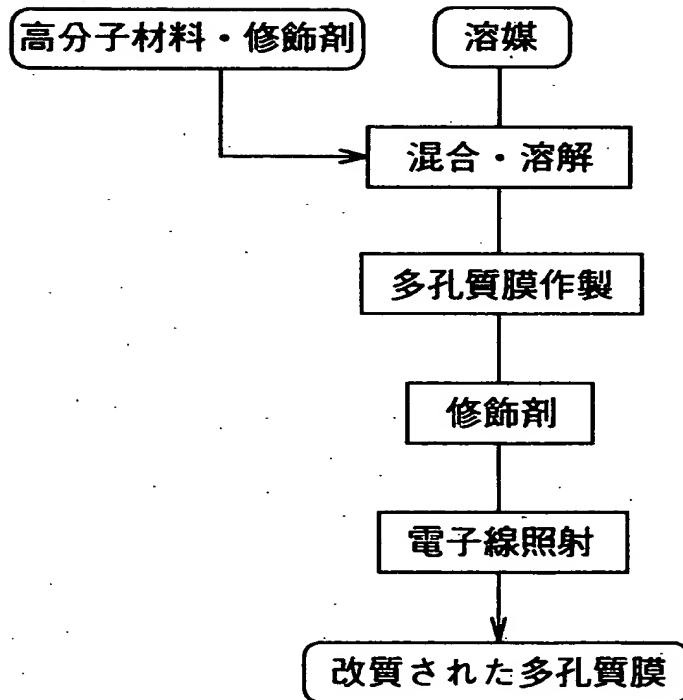 高分子材料・修飾剤
溶媒
混合・溶解
多孔質膜作製
修飾剤
電子線照射
改質された多孔質膜